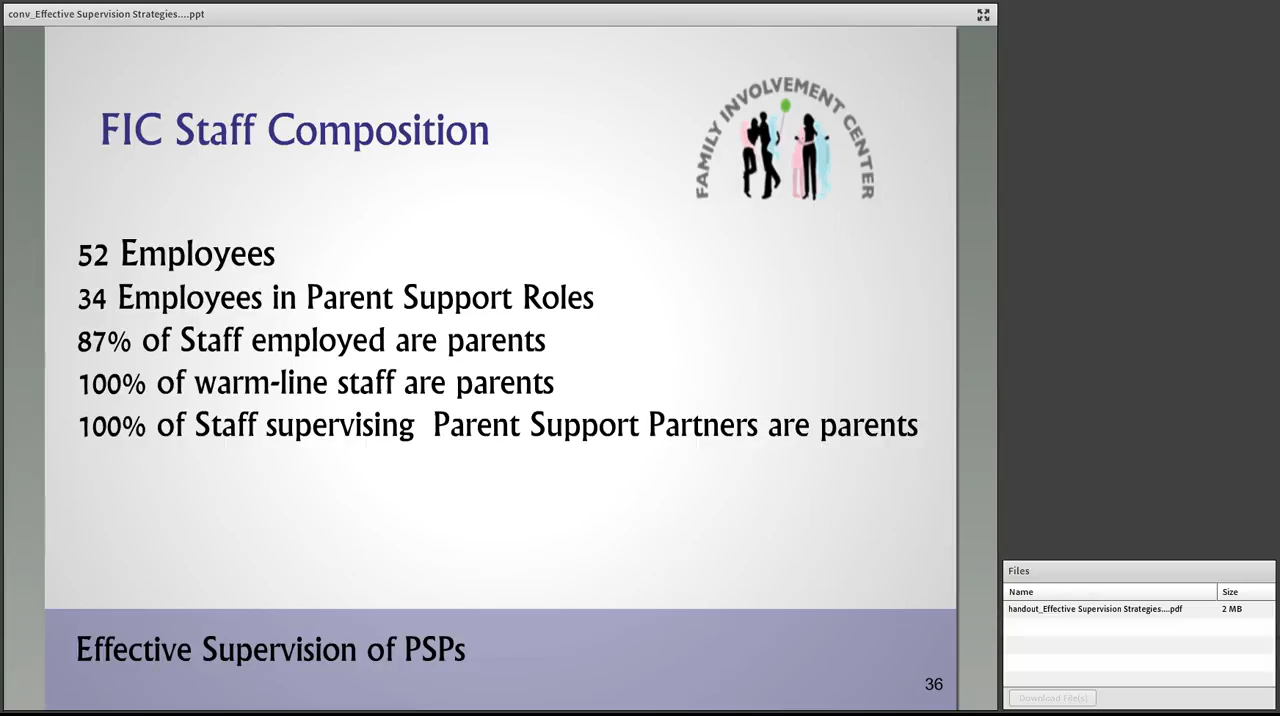 conv_Effective Supervision Strategies....ppt
FAMILY INVOLVEMENT CENTER
FIC Staff Composition
52 Employees
34 Employees in Parent Support Roles
87% of Staff employed are parents
100% of warm-line staff are parents
100% of Staff supervising  Parent Support Partners are parents
Effective Supervision of PSPs
36
Files
Name Size
handout_Effective Supervision Strategies....pdf 2 MB
Download File(s)